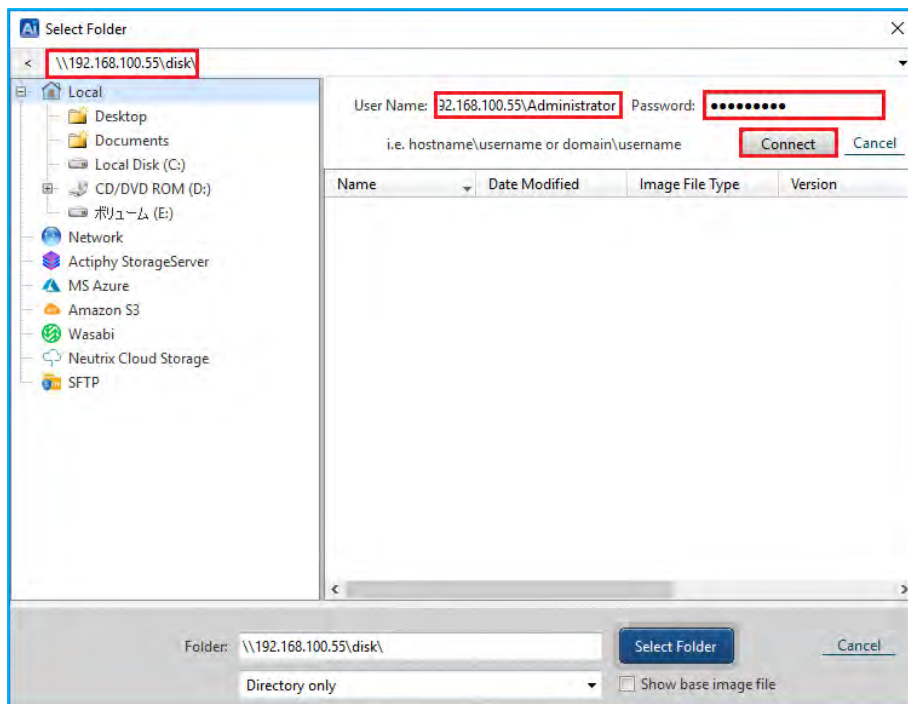 Select Folder
\\192.168.100.55\disk\
Local
Desktop
Documents
Local Disk (C:)
CD/DVD ROM (D:)
ボリューム (E:)
Network
Actiphy StorageServer
MS Azure
Amazon S3
Wasabi
Neutrix Cloud Storage
SFTP
User Name: 92.168.100.55\Administrator Password: ●●●●●●●●●
i.e. hostname\username or domain\username Connect Cancel
Name Date Modified Image File Type Version
Folder: \\192.168.100.55\disk\ Select Folder Cancel
Directory only Show base image file